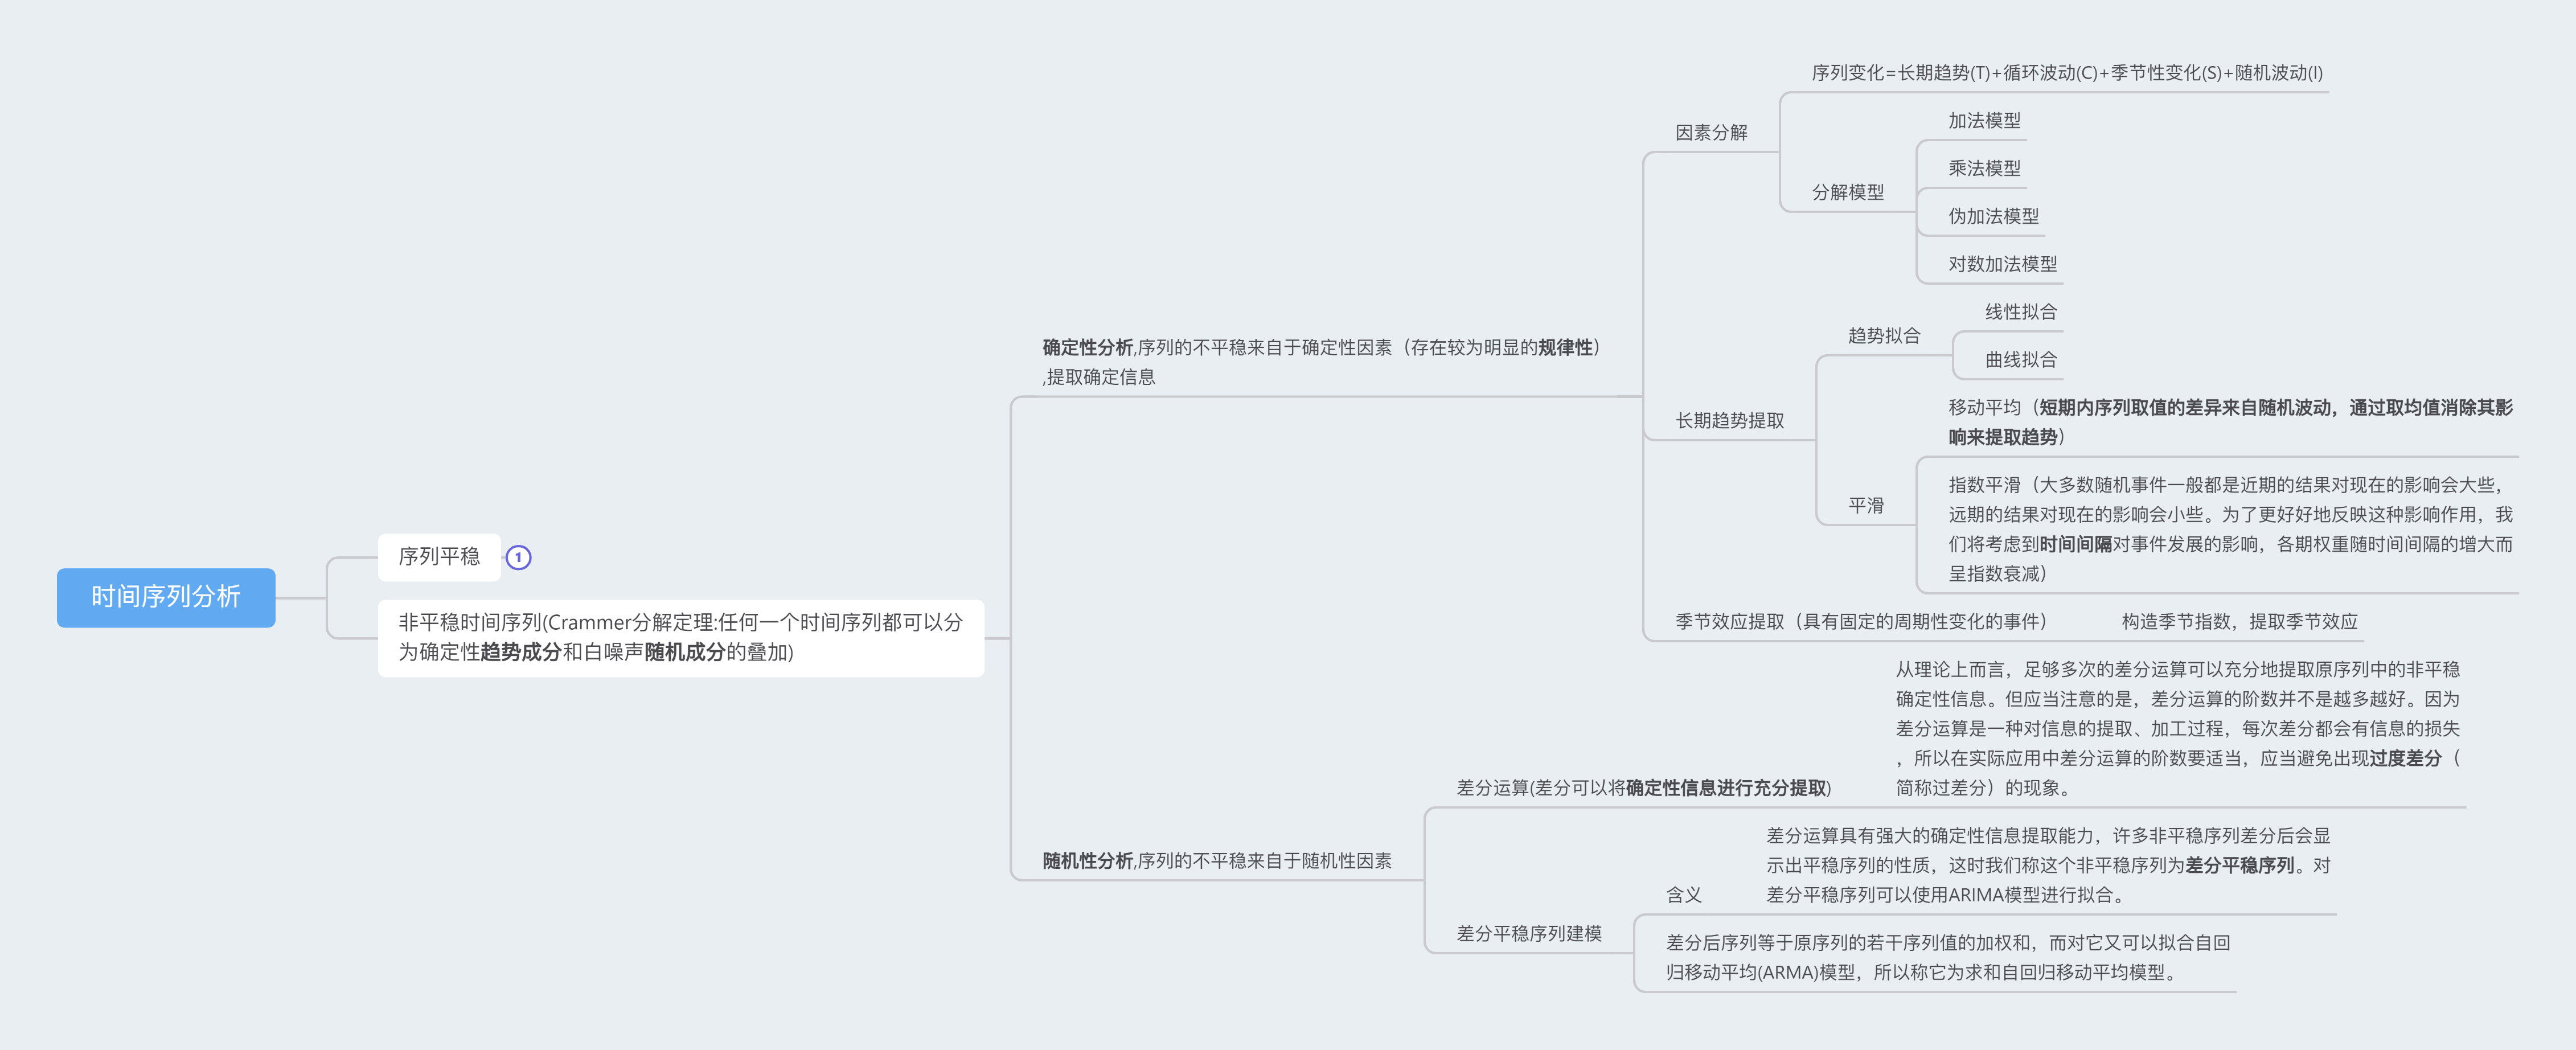 时间序列分析
序列平稳
1
非平稳时间序列(Crammer分解定理:任何一个时间序列都可以分
为确定性趋势成分和白噪声随机成分的叠加)
确定性分析,序列的不平稳来自于确定性因素（存在较为明显的规律性）
,提取确定信息
因素分解
序列变化=长期趋势(T)+循环波动(C)+季节性变化(S)+随机波动(I)
分解模型
加法模型
乘法模型
伪加法模型
对数加法模型
长期趋势提取
趋势拟合
线性拟合
曲线拟合
平滑
移动平均（短期内序列取值的差异来自随机波动，通过取均值消除其影
响来提取趋势）
指数平滑（大多数随机事件一般都是近期的结果对现在的影响会大些，
远期的结果对现在的影响会小些。为了更好好地反映这种影响作用，我
们将考虑到时间间隔对事件发展的影响，各期权重随时间间隔的增大而
呈指数衰减）
季节效应提取（具有固定的周期性变化的事件）
构造季节指数，提取季节效应
随机性分析,序列的不平稳来自于随机性因素
差分运算(差分可以将确定性信息进行充分提取)
从理论上而言，足够多次的差分运算可以充分地提取原序列中的非平稳
确定性信息。但应当注意的是，差分运算的阶数并不是越多越好。因为
差分运算是一种对信息的提取、加工过程，每次差分都会有信息的损失
，所以在实际应用中差分运算的阶数要适当，应当避免出现过度差分（
简称过差分）的现象。
差分平稳序列建模
含义
差分运算具有强大的确定性信息提取能力，许多非平稳序列差分后会显
示出平稳序列的性质，这时我们称这个非平稳序列为差分平稳序列。对
差分平稳序列可以使用ARIMA模型进行拟合。
差分后序列等于原序列的若干序列值的加权和，而对它又可以拟合自回
归移动平均(ARMA)模型，所以称它为求和自回归移动平均模型。